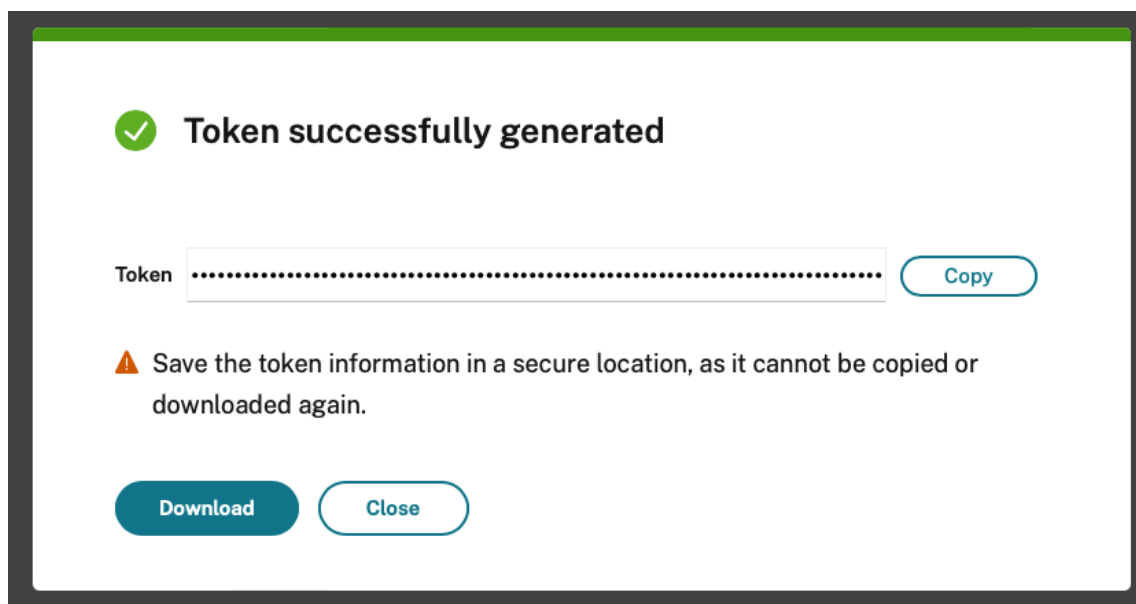 Token successfully generated
Token •••••••••••••••••••••••••••••••••••••••••••••••••••••••••••••••••••••••••••••••• Copy
Save the token information in a secure location, as it cannot be copied or
downloaded again.
Download Close